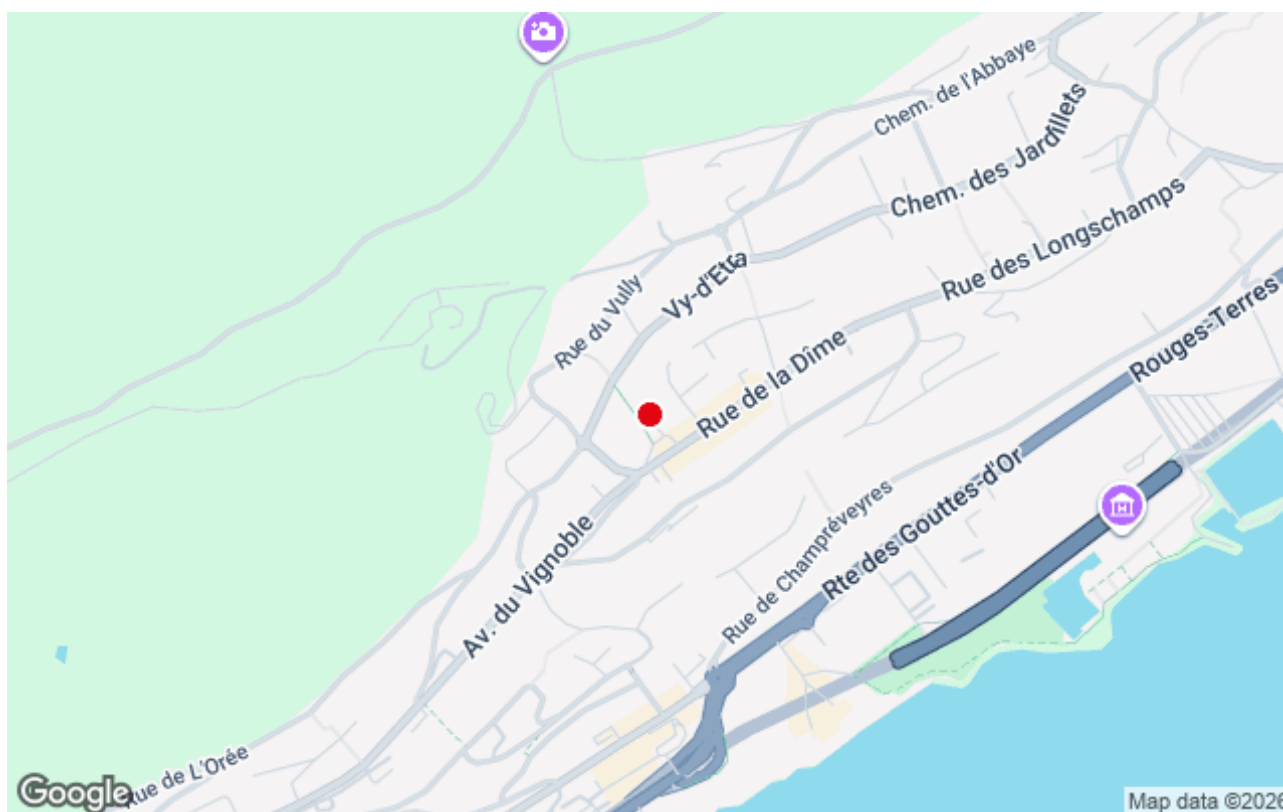 Chem. de l'Abbaye
Chem. des Jardillets
Rue des Longschamps
Vy-d'Etra
Rue du Vully
Rouges-Terres
Rue de la Dîme
Rte des Gouttes-d'Or
Rue de Champréveyres
Av. du Vignoble
Rue de L'Orée
Google
Map data ©2026